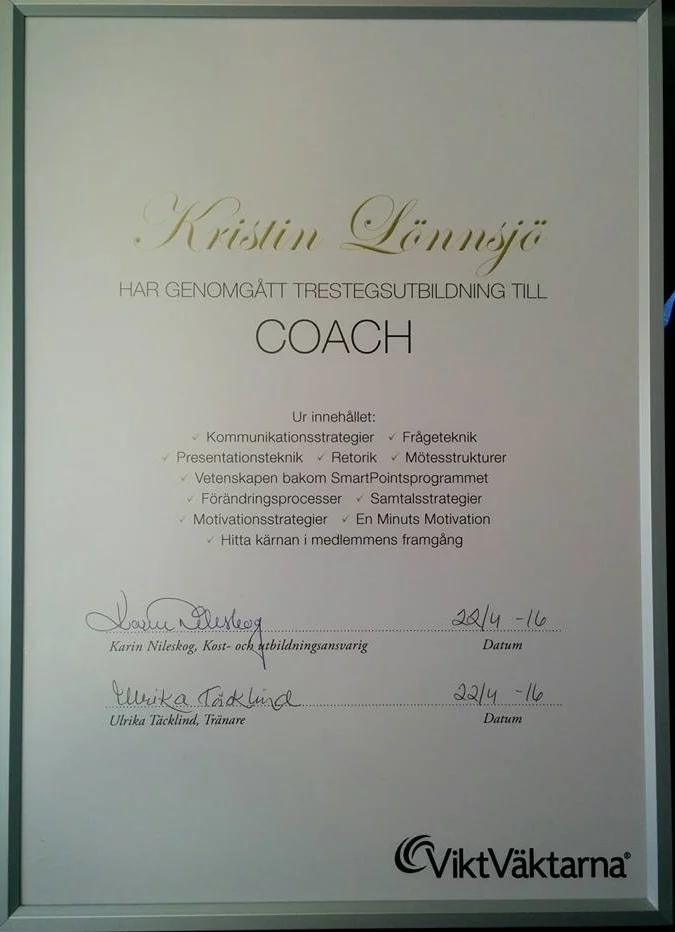 Kristin Lönnsjö
HAR GENOMGÅTT TRESTEGSUTBILDNING TILL
COACH
Ur innehållet:
✓ Kommunikationsstrategier ✓ Frågeteknik
✓ Presentationsteknik ✓ Retorik ✓ Mötesstrukturer
✓ Vetenskapen bakom SmartPointsprogrammet
✓ Förändringsprocesser ✓ Samtalsstrategier
✓ Motivationsstrategier ✓ En Minuts Motivation
✓ Hitta kärnan i medlemmens framgång
Karin Nileskog 22/4 -16
Karin Nileskog, Kost- och utbildningsansvarig Datum
Ulrika Täcklind 22/4 -16
Ulrika Täcklind, Tränare Datum
ViktVäktarna®